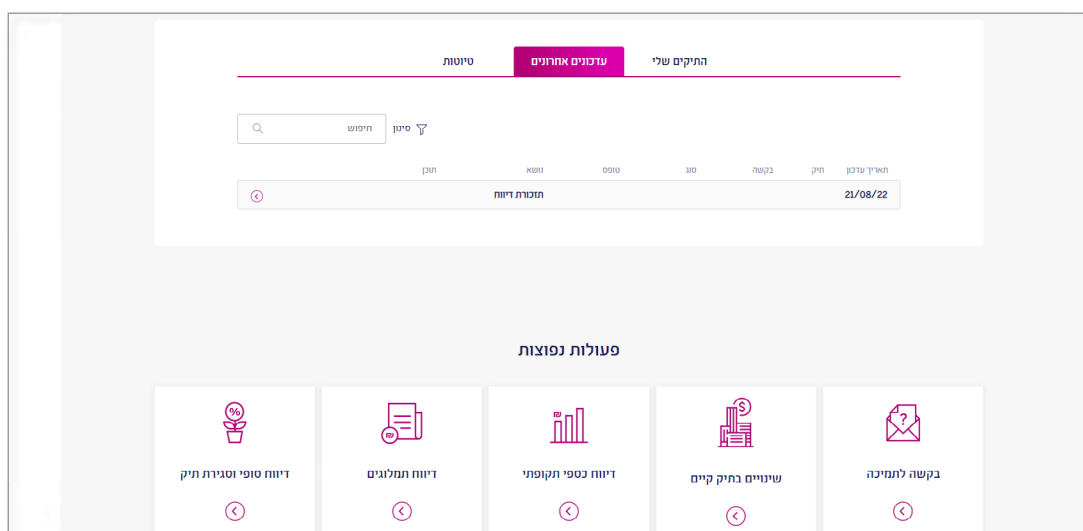 התיקים שלי עדכונים אחרונים טיוטות
סינון חיפוש
תאריך עדכון תיק בקשה סוג טופס נושא תוכן
21/08/22 תזכורת דיווח
פעולות נפוצות
בקשה לתמיכה שינויים בתיק קיים דיווח כספי תקופתי דיווח תמלוגים דיווח סופי וסגירת תיק